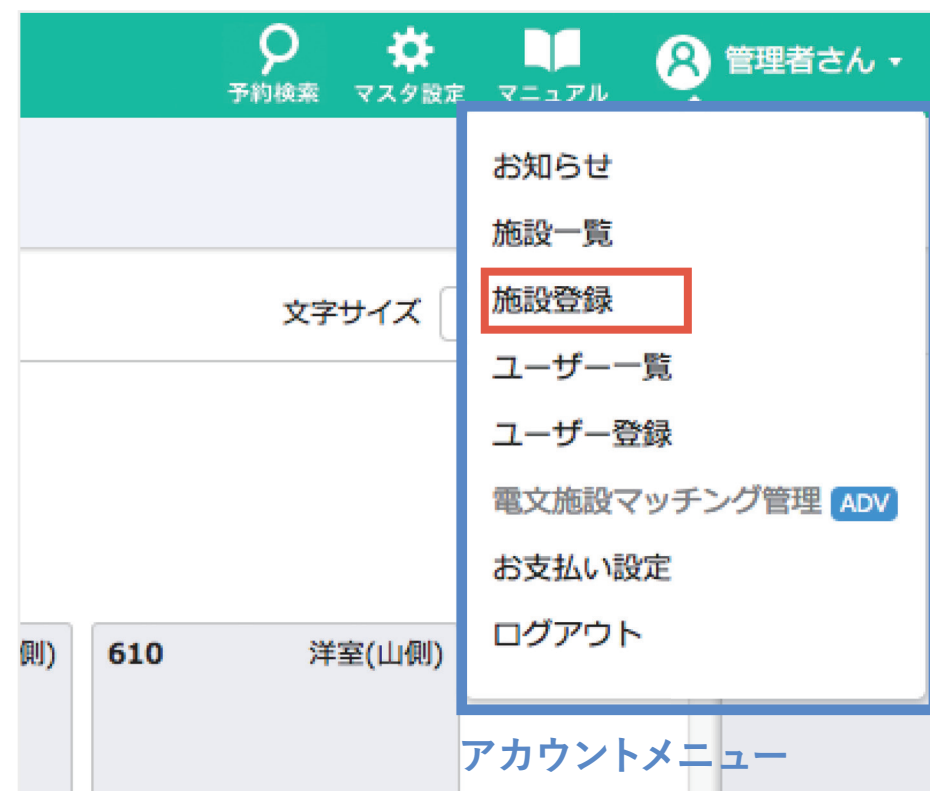 予約検索 マスタ設定 マニュアル 管理者さん
お知らせ
施設一覧
文字サイズ 施設登録
ユーザー一覧
ユーザー登録
電文施設マッチング管理 ADV
お支払い設定
ログアウト
側) 610 洋室(山側)
アカウントメニュー